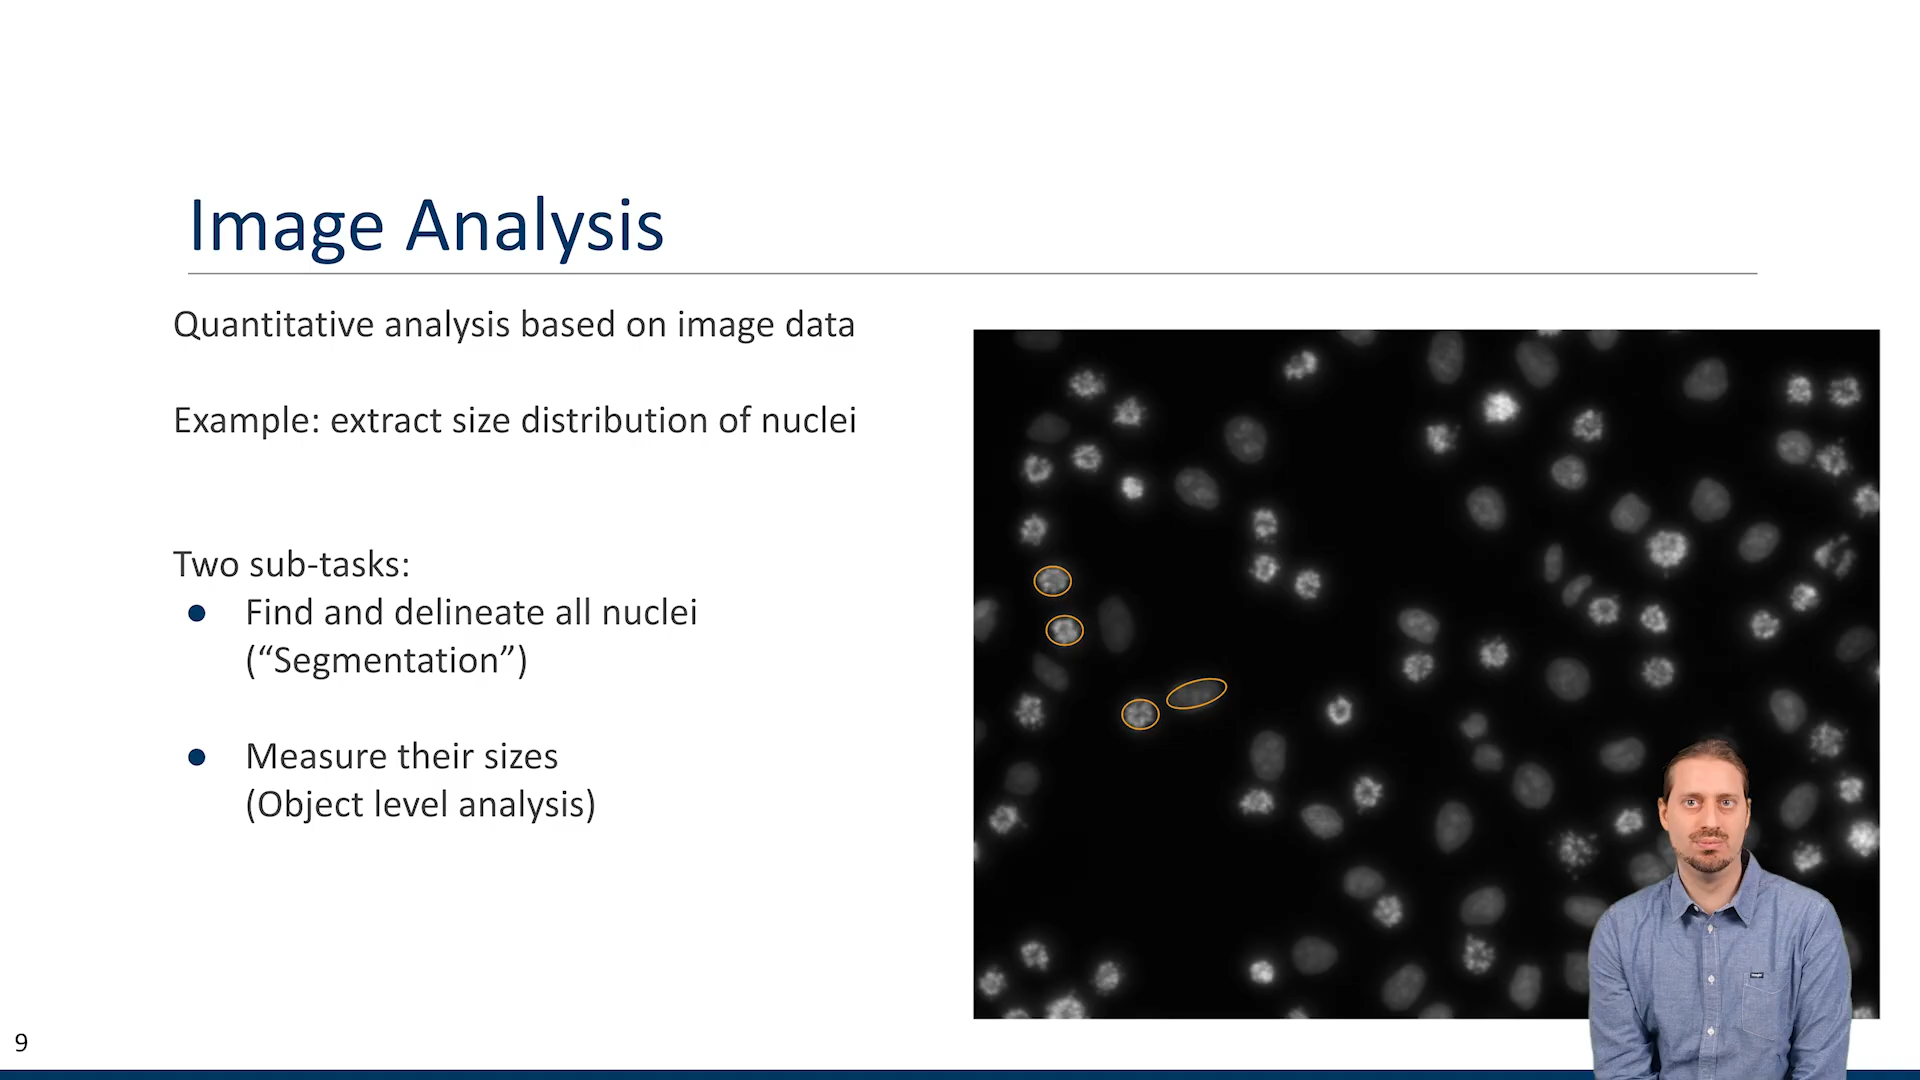 Image Analysis
Quantitative analysis based on image data
Example: extract size distribution of nuclei
Two sub-tasks:
● Find and delineate all nuclei
(“Segmentation”)
● Measure their sizes
(Object level analysis)
9